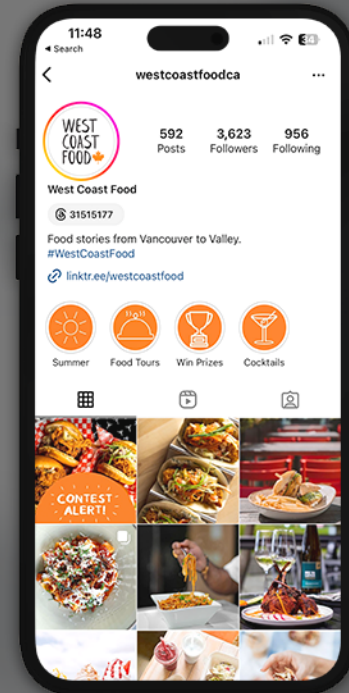 11:48
34
◄ Search
westcoastfoodca
WEST
COAST
FOOD
592
3,623
956
Posts
Followers
Following
West Coast Food
31515177
Food stories from Vancouver to Valley.
#WestCoastFood
linktr.ee/westcoastfood
Summer
Food Tours
Win Prizes
Cocktails
CONTEST
ALERT!